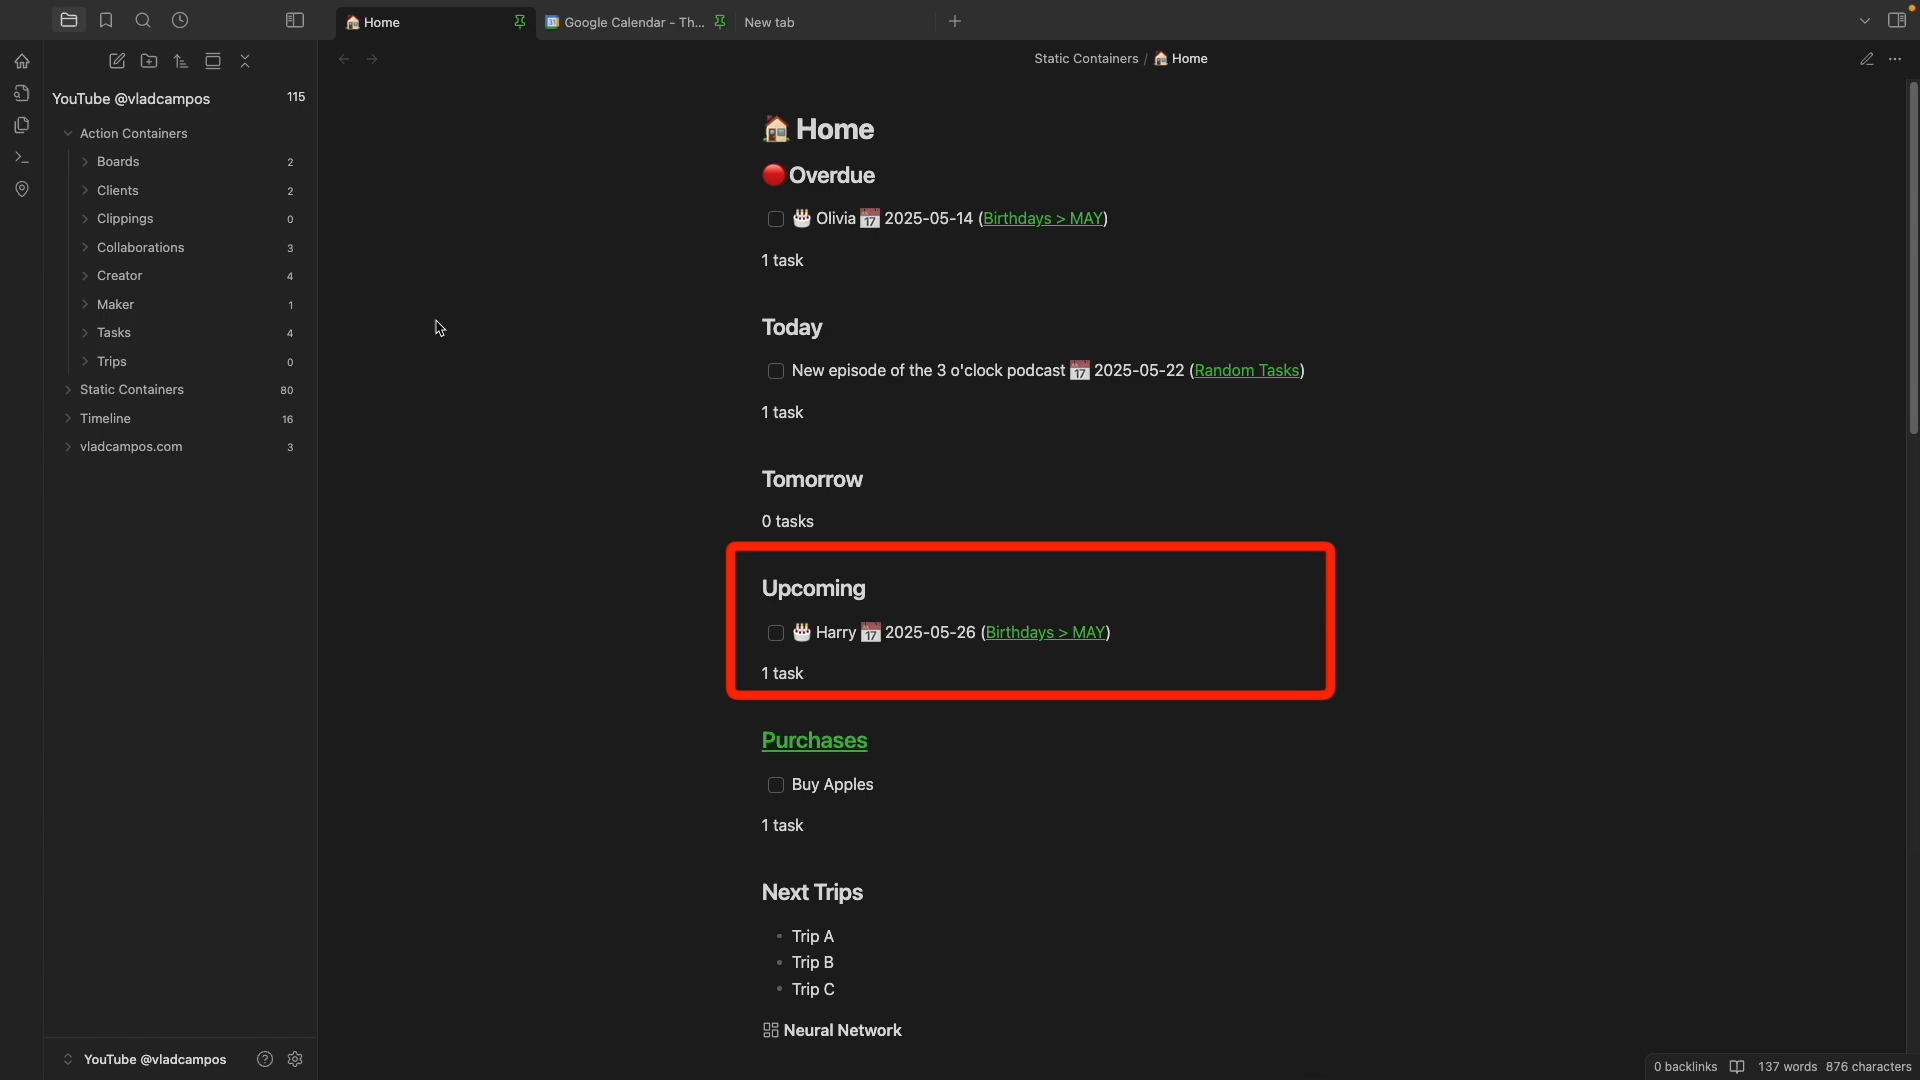 Home
Google Calendar - Th...
New tab
Static Containers / Home
YouTube @vladcampos 115
Action Containers
Boards 2
Clients 2
Clippings 0
Collaborations 3
Creator 4
Maker 1
Tasks 4
Trips 0
Static Containers 80
Timeline 16
vladcampos.com 3
YouTube @vladcampos
🏠 Home
🔴 Overdue
🎂 Olivia 📅 2025-05-14 (Birthdays > MAY)
1 task
Today
New episode of the 3 o'clock podcast 📅 2025-05-22 (Random Tasks)
1 task
Tomorrow
0 tasks
Upcoming
🎂 Harry 📅 2025-05-26 (Birthdays > MAY)
1 task
Purchases
Buy Apples
1 task
Next Trips
Trip A
Trip B
Trip C
Neural Network
0 backlinks 137 words 876 characters